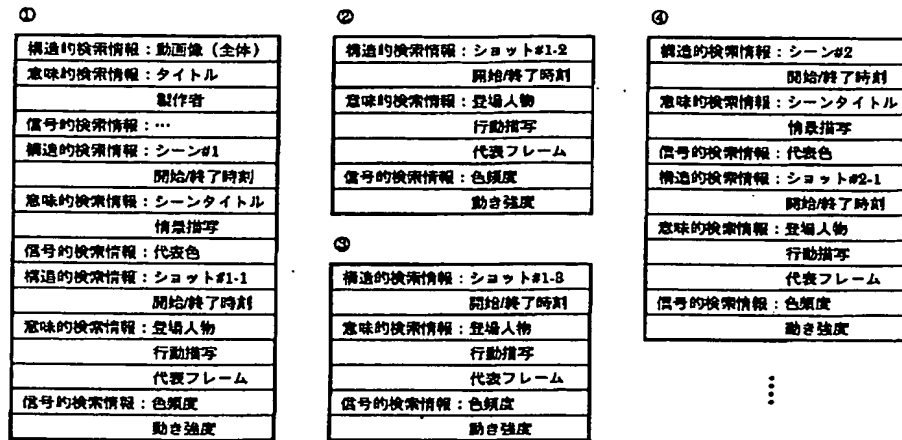 ①
構造的検索情報：動画像（全体）
意味的検索情報：タイトル
製作者
信号的検索情報：…
構造的検索情報：シーン#1
開始/終了時刻
意味的検索情報：シーンタイトル
情景描写
信号的検索情報：代表色
構造的検索情報：ショット#1-1
開始/終了時刻
意味的検索情報：登場人物
行動描写
代表フレーム
信号的検索情報：色頻度
動き強度
②
構造的検索情報：ショット#1-2
開始/終了時刻
意味的検索情報：登場人物
行動描写
代表フレーム
信号的検索情報：色頻度
動き強度
③
構造的検索情報：ショット#1-3
開始/終了時刻
意味的検索情報：登場人物
行動描写
代表フレーム
信号的検索情報：色頻度
動き強度
④
構造的検索情報：シーン#2
開始/終了時刻
意味的検索情報：シーンタイトル
情景描写
信号的検索情報：代表色
構造的検索情報：ショット#2-1
開始/終了時刻
意味的検索情報：登場人物
行動描写
代表フレーム
信号的検索情報：色頻度
動き強度